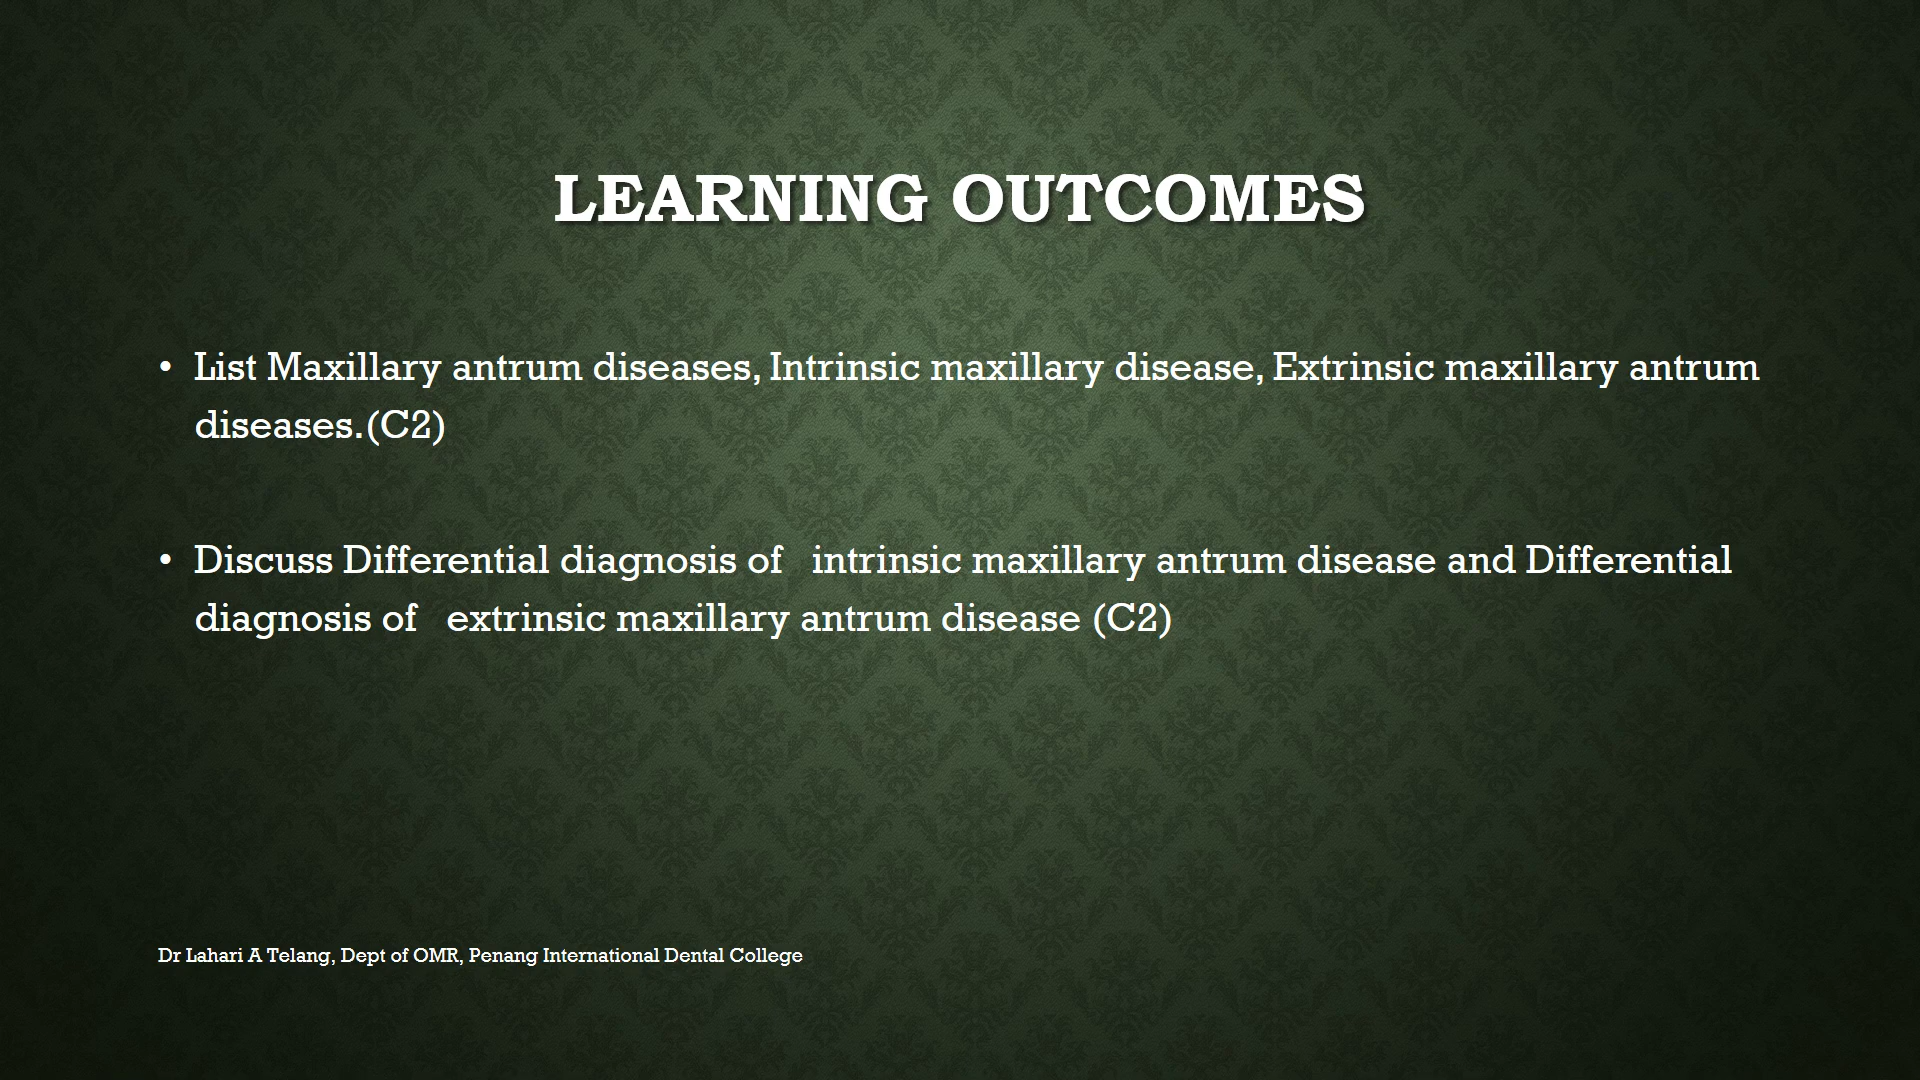 LEARNING OUTCOMES
• List Maxillary antrum diseases, Intrinsic maxillary disease, Extrinsic maxillary antrum
diseases.(C2)
• Discuss Differential diagnosis of   intrinsic maxillary antrum disease and Differential
diagnosis of   extrinsic maxillary antrum disease (C2)
Dr Lahari A Telang, Dept of OMR, Penang International Dental College